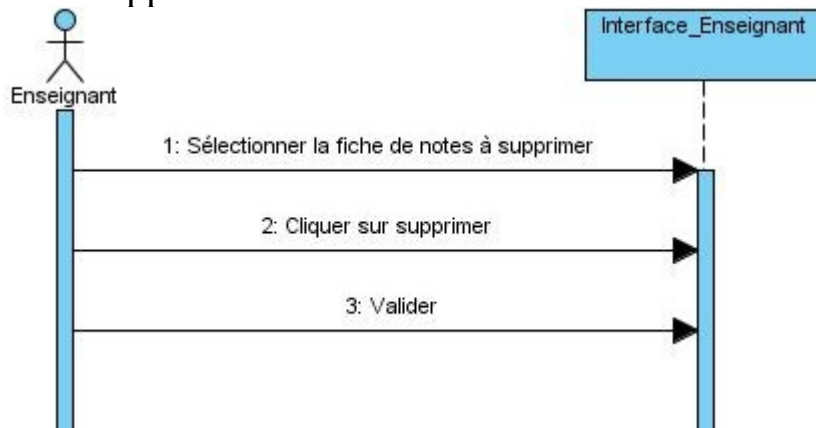 Interface_Enseignant
Enseignant
1: Sélectionner la fiche de notes à supprimer
2: Cliquer sur supprimer
3: Valider